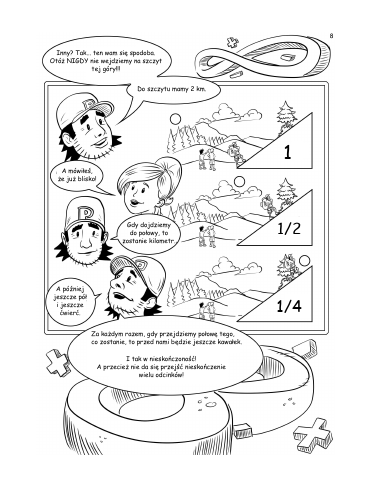 8
Inny? Tak... ten wam się spodoba.
Otóż NIGDY nie wejdziemy na szczyt
tej góry!!!
Do szczytu mamy 2 km.
1
A mówiłeś,
że już blisko!
Gdy dojdziemy
do połowy, to
zostanie kilometr.
1/2
A później
jeszcze pół
i jeszcze
ćwierć.
1/4
Za każdym razem, gdy przejdziemy połowę tego,
co zostanie, to przed nami będzie jeszcze kawałek.
I tak w nieskończoność!
A przecież nie da się przejść nieskończenie
wielu odcinków!